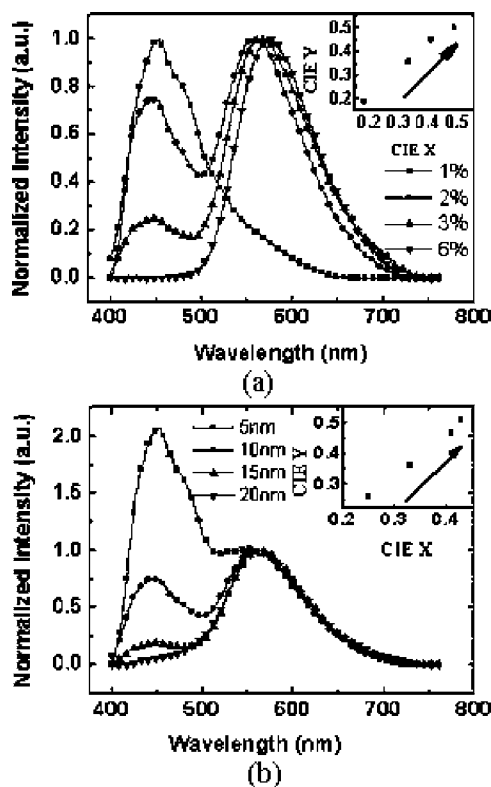 (a)
Normalized Intensity (a.u.)
1.0
0.8
0.6
0.4
0.2
0.0
400 500 600 700 800
Wavelength (nm)
CIE Y
0.5
0.4
0.3
0.2
0.2 0.3 0.4 0.5
CIE X
1%
2%
3%
6%
(a)
Normalized Intensity (a.u.)
2.0
1.5
1.0
0.5
0.0
400 500 600 700 800
Wavelength (nm)
5nm
10nm
15nm
20nm
CIE Y
0.5
0.4
0.3
0.2 0.3 0.4
CIE X
(b)